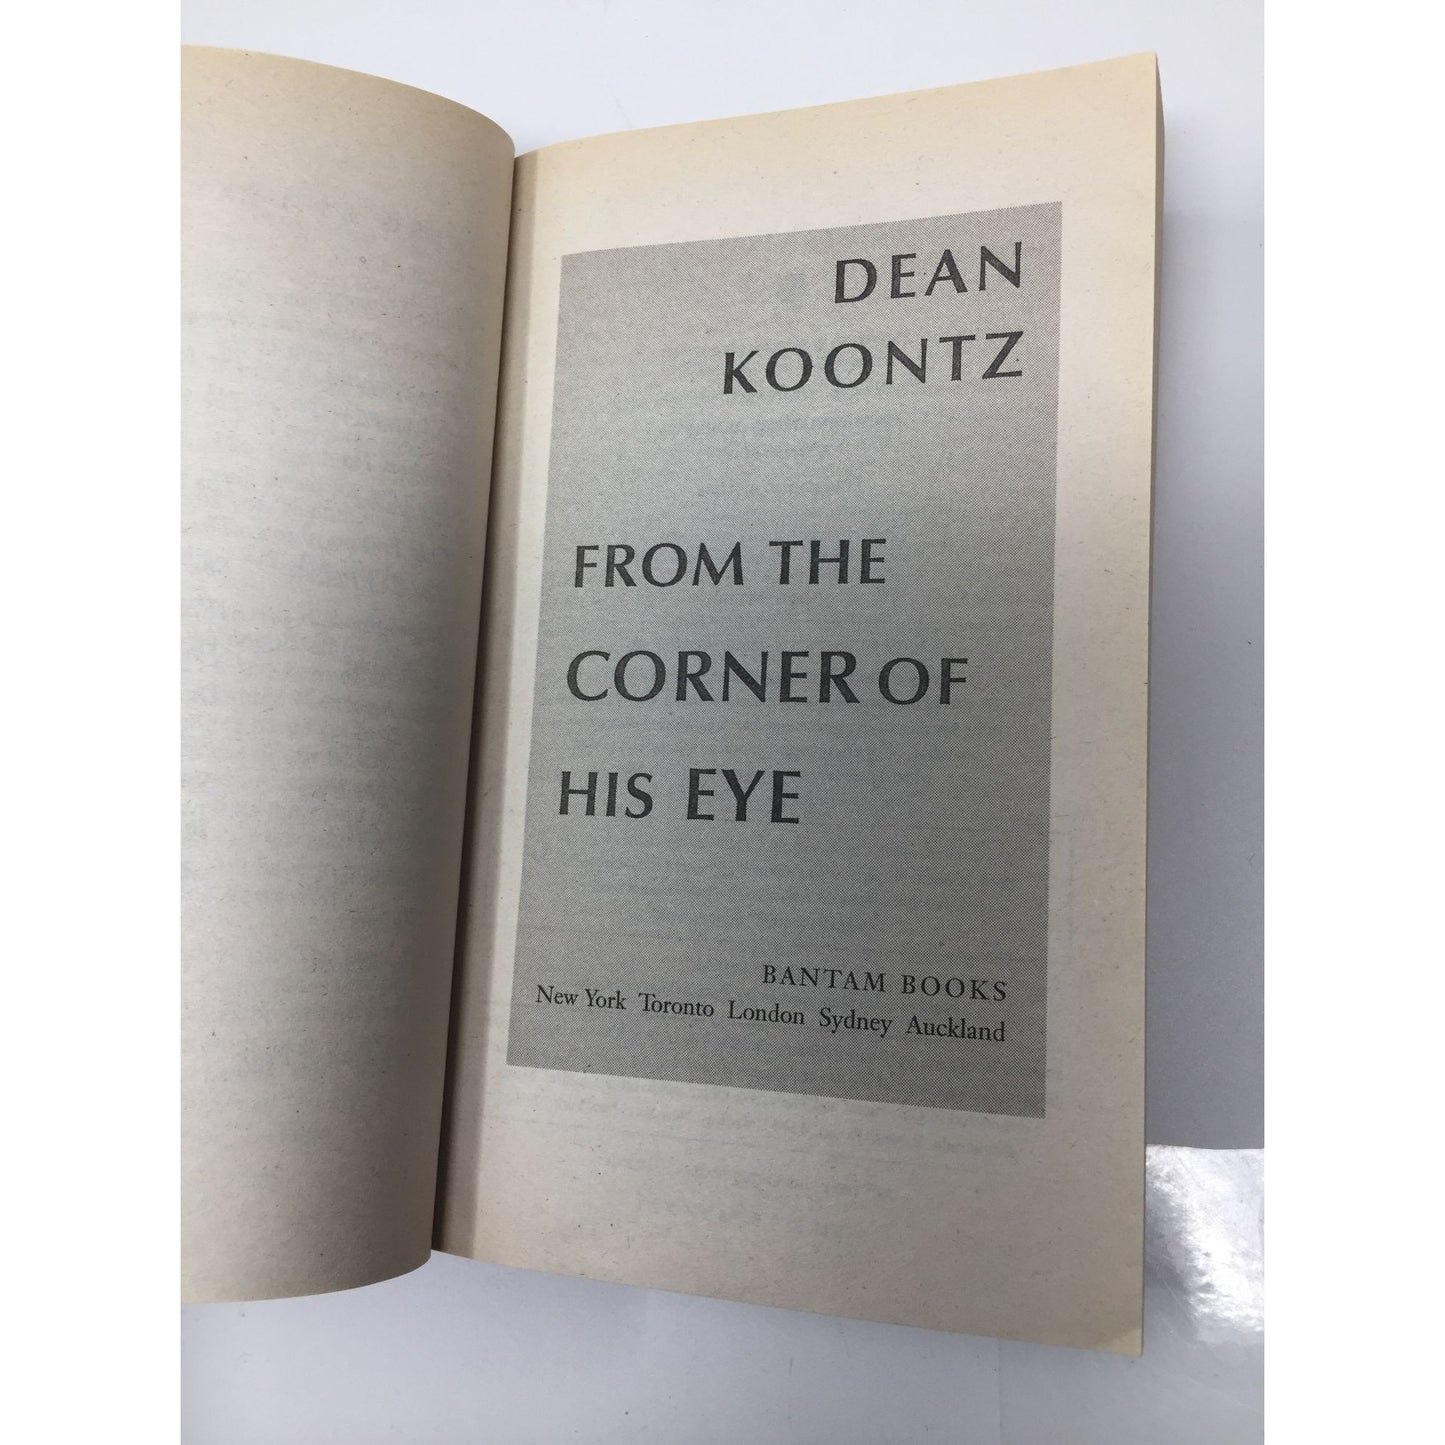 DEAN
KOONTZ
FROM THE
CORNER OF
HIS EYE
BANTAM BOOKS
New York Toronto London Sydney Auckland